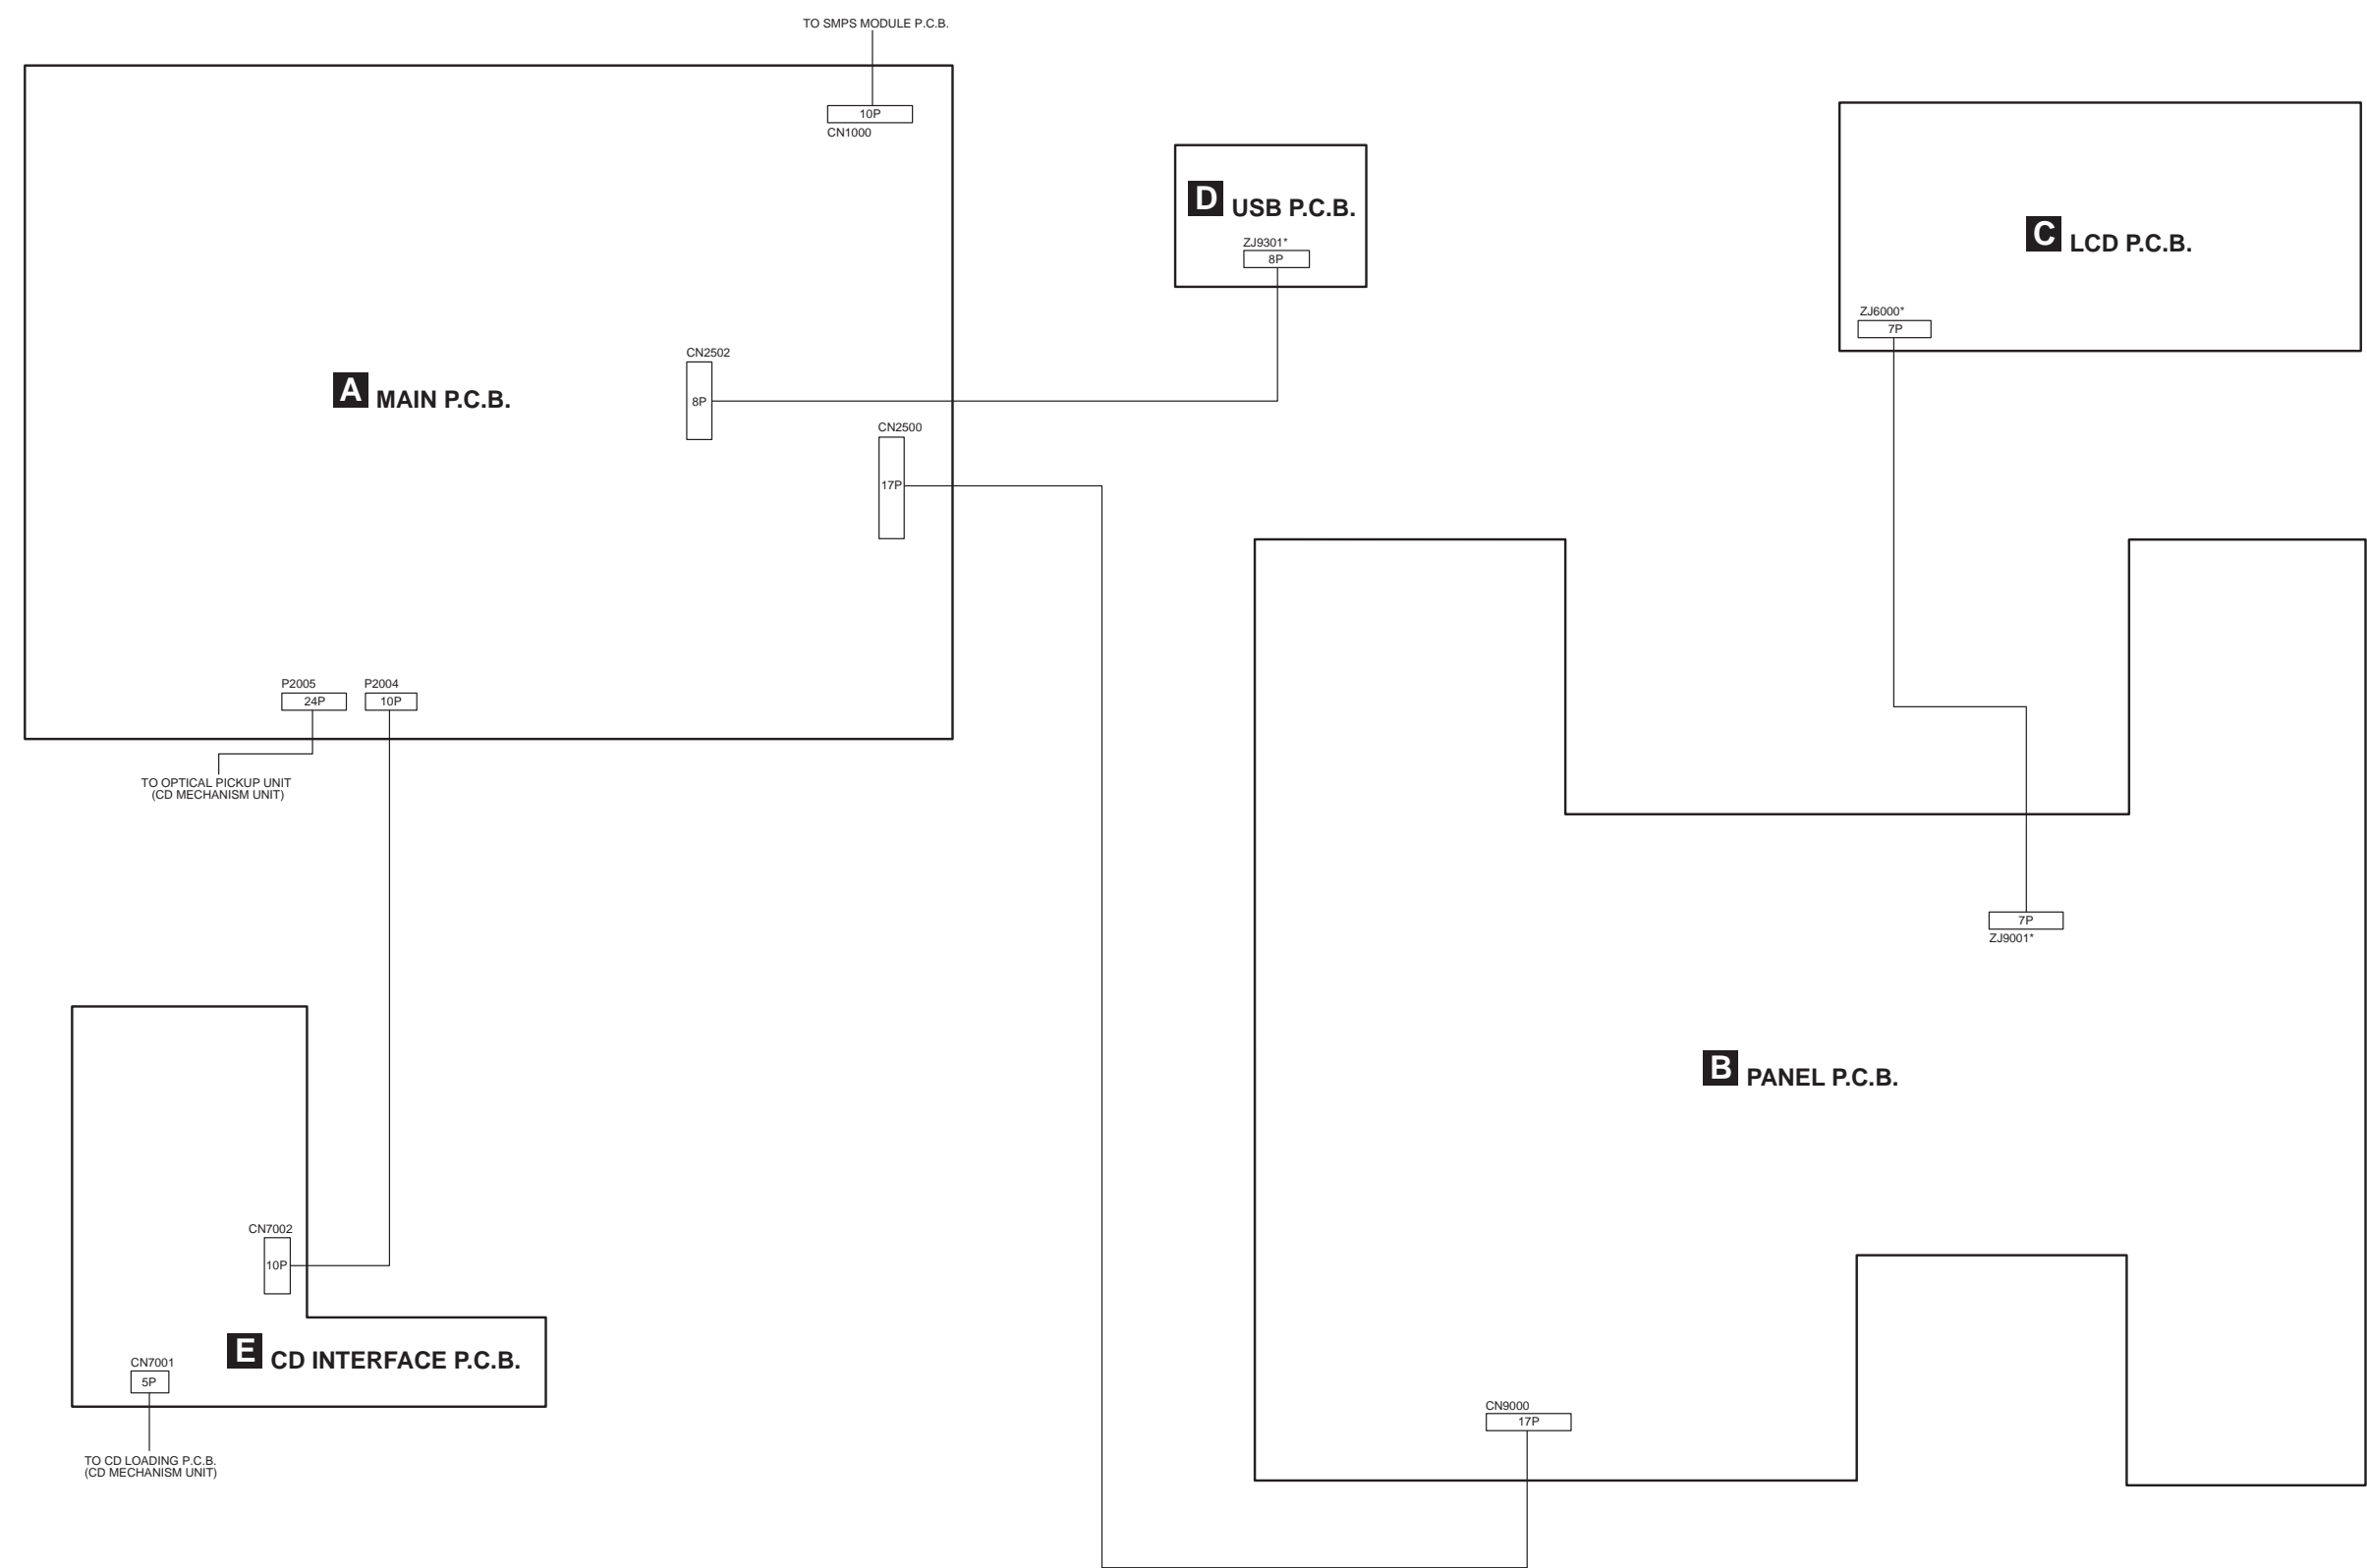 TO SMPS MODULE P.C.B.
10P
CN1000
D USB P.C.B.
ZJ9301*
8P
C LCD P.C.B.
ZJ6000*
7P
CN2502
8P
A MAIN P.C.B.
CN2500
17P
P2005
24P
P2004
10P
TO OPTICAL PICKUP UNIT
(CD MECHANISM UNIT)
7P
ZJ9001*
B PANEL P.C.B.
CN7002
10P
E CD INTERFACE P.C.B.
CN7001
5P
TO CD LOADING P.C.B.
(CD MECHANISM UNIT)
CN9000
17P